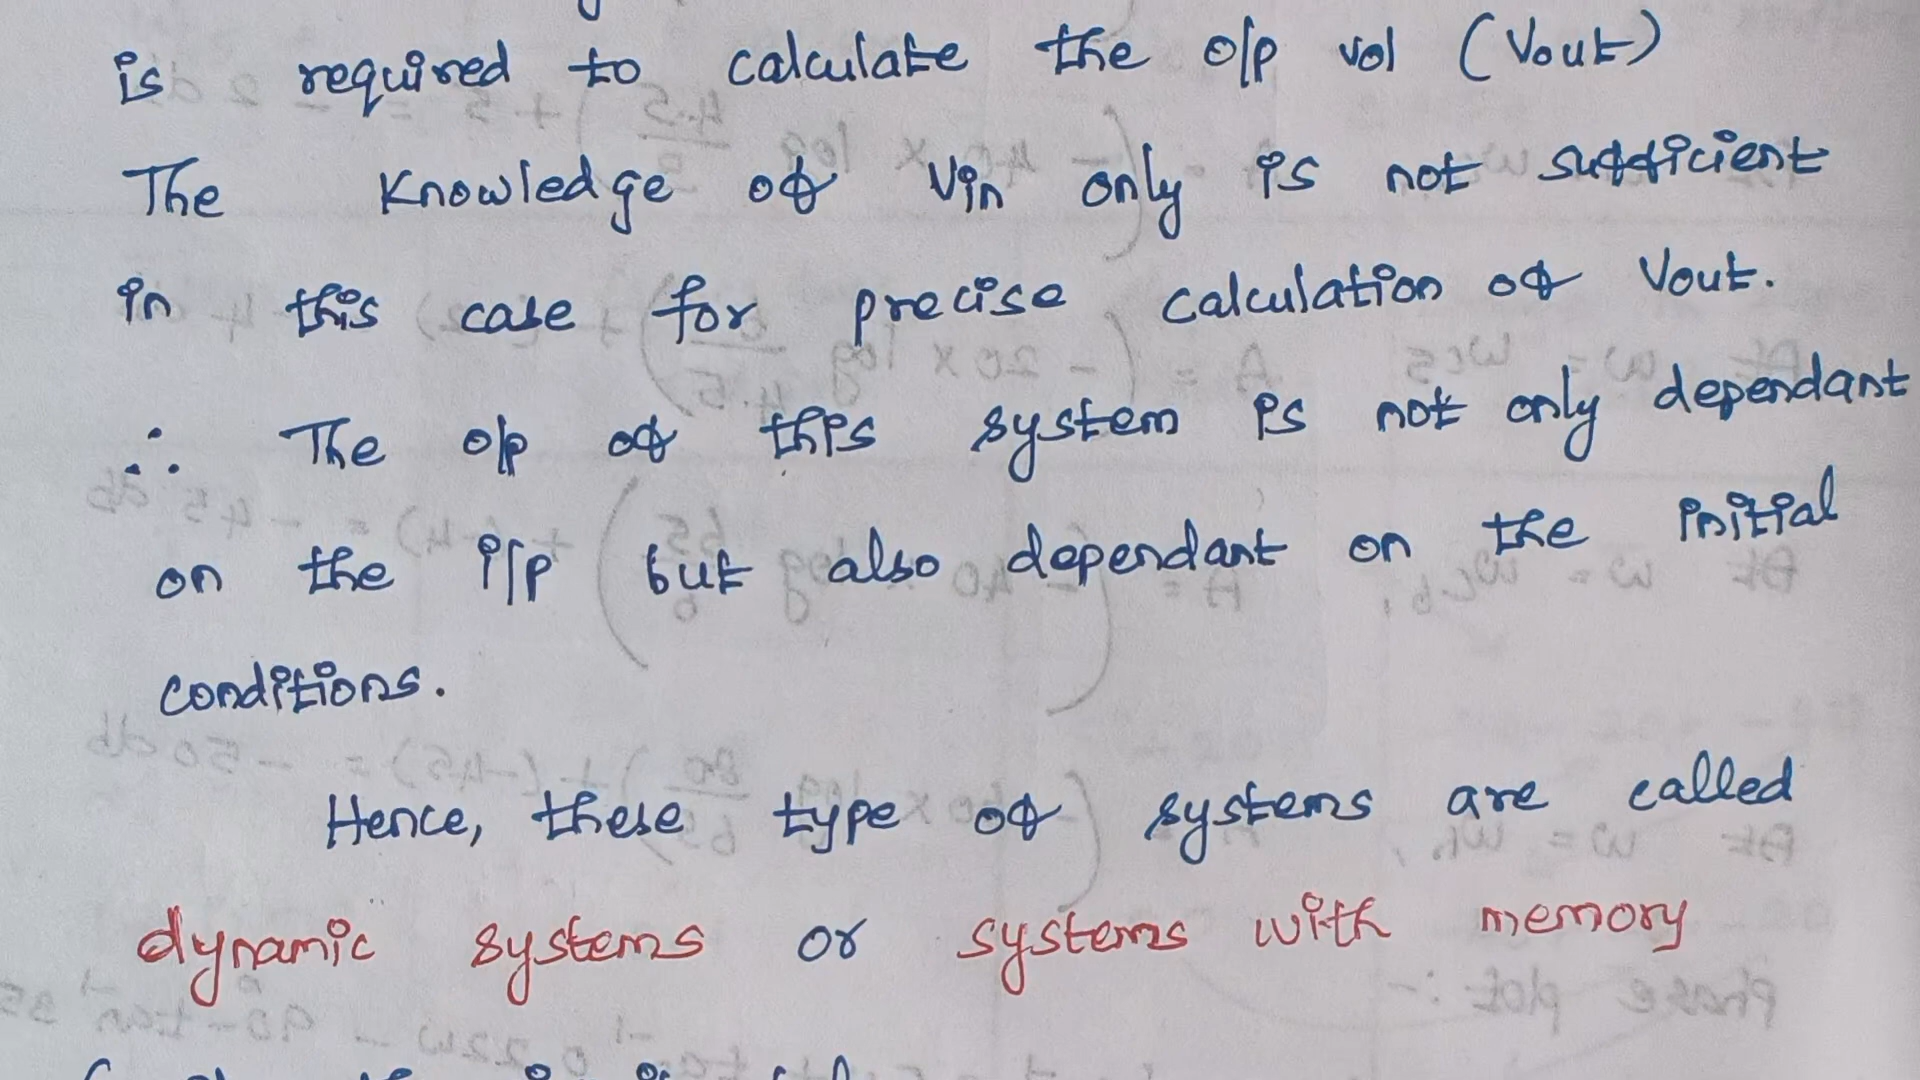 is required to calculate the o/p vol (Vout)
The Knowledge of Vin only is not sufficient
in this case for precise calculation of Vout.
∴ The o/p of this system is not only dependant
on the i/p but also dependant on the initial
conditions.
Hence, these type of systems are called
dynamic systems or systems with memory